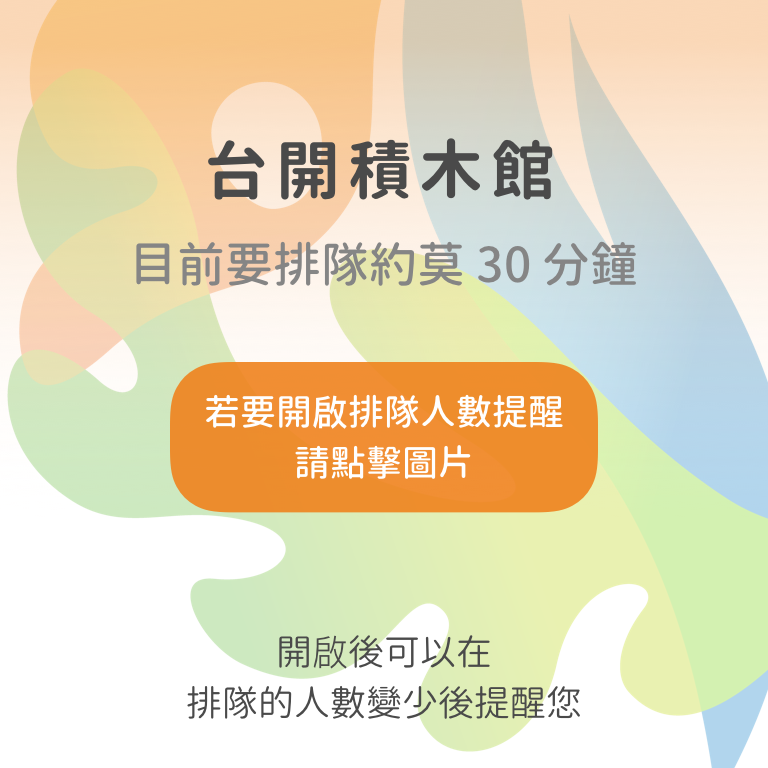 台開積木館
目前要排隊約莫 30 分鐘
若要開啟排隊人數提醒
請點擊圖片
開啟後可以在
排隊的人數變少後提醒您